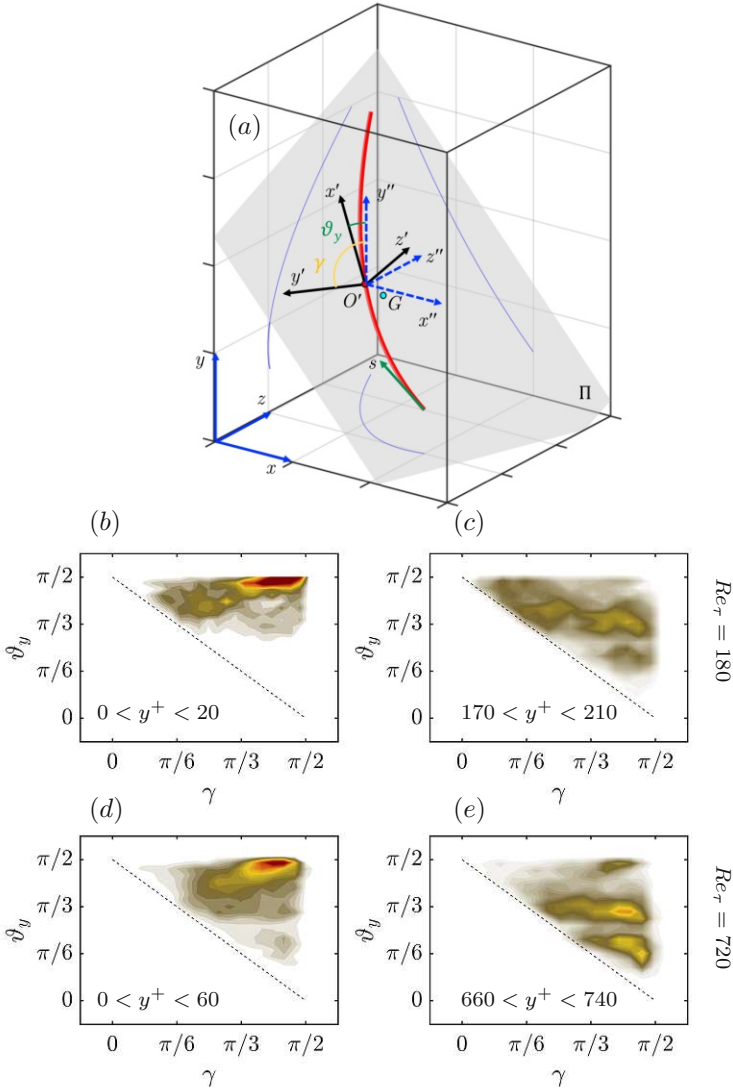 (a)
x′
y″
ϑy
z′
γ
z″
y′
O′
G
x″
y
s
z
Π
x
(b)
(c)
π/2
π/3
π/6
0
ϑy
0 < y⁺ < 20
0
π/6
π/3
π/2
γ
π/2
π/3
π/6
0
ϑy
170 < y⁺ < 210
0
π/6
π/3
π/2
γ
Reτ = 180
(d)
(e)
π/2
π/3
π/6
0
ϑy
0 < y⁺ < 60
0
π/6
π/3
π/2
γ
π/2
π/3
π/6
0
ϑy
660 < y⁺ < 740
0
π/6
π/3
π/2
γ
Reτ = 720